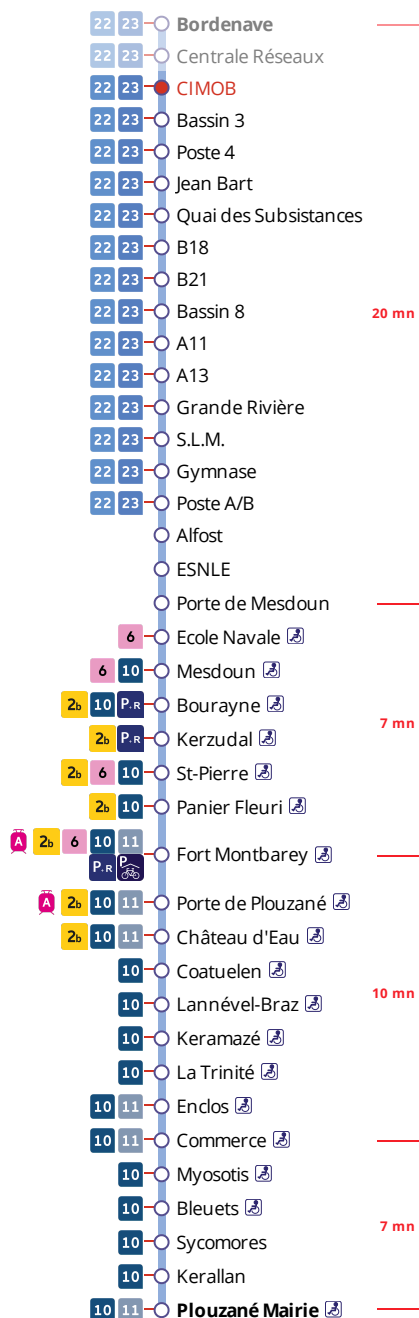 22 23 Bordenave
22 23 Centrale Réseaux
22 23 CIMOB
22 23 Bassin 3
22 23 Poste 4
22 23 Jean Bart
22 23 Quai des Subsistances
22 23 B18
22 23 B21
22 23 Bassin 8 20 mn
22 23 A11
22 23 A13
22 23 Grande Rivière
22 23 S.L.M.
22 23 Gymnase
22 23 Poste A/B
Alfost
ESNLE
Porte de Mesdoun
6 Ecole Navale
6 10 Mesdoun
2b 10 P.R Bourayne 7 mn
2b P.R Kerzudal
2b 6 10 St-Pierre
2b 10 Panier Fleuri
A 2b 6 10 11 Fort Montbarey
P.R P
A 2b 10 11 Porte de Plouzané
2b 10 11 Château d'Eau
10 Coatuelen
10 Lannével-Braz 10 mn
10 Keramazé
10 La Trinité
10 11 Enclos
10 11 Commerce
10 Myosotis
10 Bleuets 7 mn
10 Sycomores
10 Kerallan
10 11 Plouzané Mairie